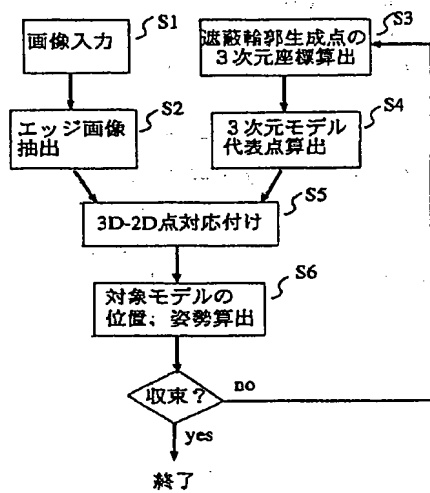 S1
画像入力
S2
エッジ画像
抽出
S3
遮蔽輪郭生成点の
3次元座標算出
S4
3次元モデル
代表点算出
S5
3D-2D点対応付け
S6
対象モデルの
位置，姿勢算出
収束？
no
yes
終了